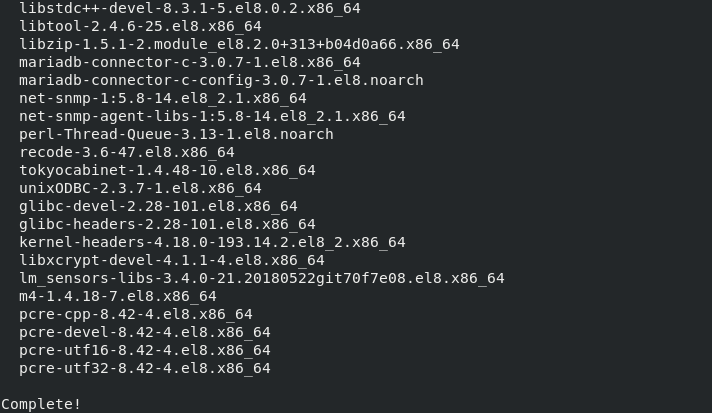 libstdc++-devel-8.3.1-5.el8.0.2.x86_64
libtool-2.4.6-25.el8.x86_64
libzip-1.5.1-2.module_el8.2.0+313+b04d0a66.x86_64
mariadb-connector-c-3.0.7-1.el8.x86_64
mariadb-connector-c-config-3.0.7-1.el8.noarch
net-snmp-1:5.8-14.el8_2.1.x86_64
net-snmp-agent-libs-1:5.8-14.el8_2.1.x86_64
perl-Thread-Queue-3.13-1.el8.noarch
recode-3.6-47.el8.x86_64
tokyocabinet-1.4.48-10.el8.x86_64
unixODBC-2.3.7-1.el8.x86_64
glibc-devel-2.28-101.el8.x86_64
glibc-headers-2.28-101.el8.x86_64
kernel-headers-4.18.0-193.14.2.el8_2.x86_64
libxcrypt-devel-4.1.1-4.el8.x86_64
lm_sensors-libs-3.4.0-21.20180522git70f7e08.el8.x86_64
m4-1.4.18-7.el8.x86_64
pcre-cpp-8.42-4.el8.x86_64
pcre-devel-8.42-4.el8.x86_64
pcre-utf16-8.42-4.el8.x86_64
pcre-utf32-8.42-4.el8.x86_64
Complete!